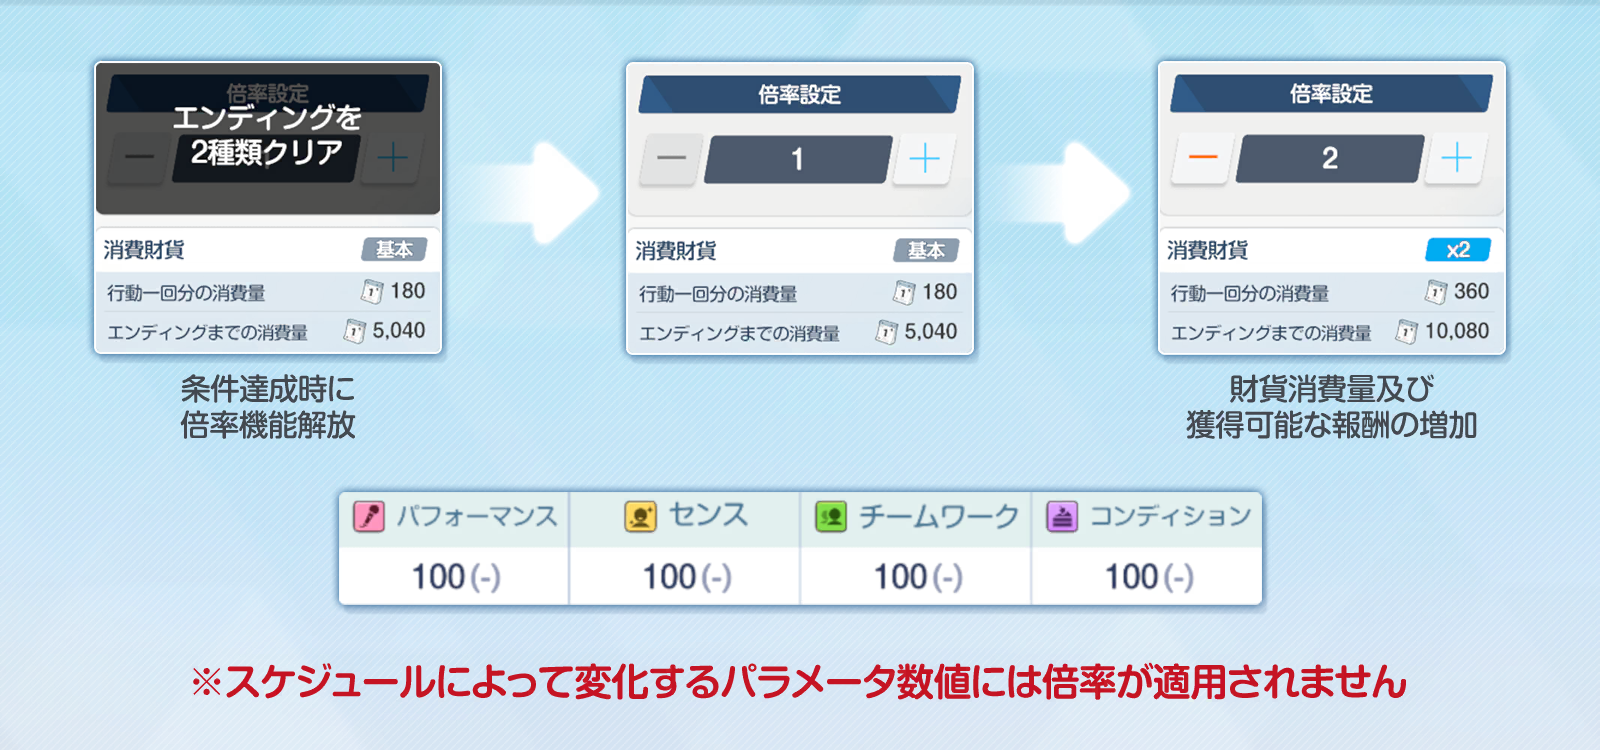 倍率設定
エンディングを
2種類クリア
消費財貨 基本
行動一回分の消費量 180
エンディングまでの消費量 5,040
条件達成時に
倍率機能解放
倍率設定
1
消費財貨 基本
行動一回分の消費量 180
エンディングまでの消費量 5,040
倍率設定
2
消費財貨 x2
行動一回分の消費量 360
エンディングまでの消費量 10,080
財貨消費量及び
獲得可能な報酬の増加
パフォーマンス センス チームワーク コンディション
100(-) 100(-) 100(-) 100(-)
※スケジュールによって変化するパラメータ数値には倍率が適用されません